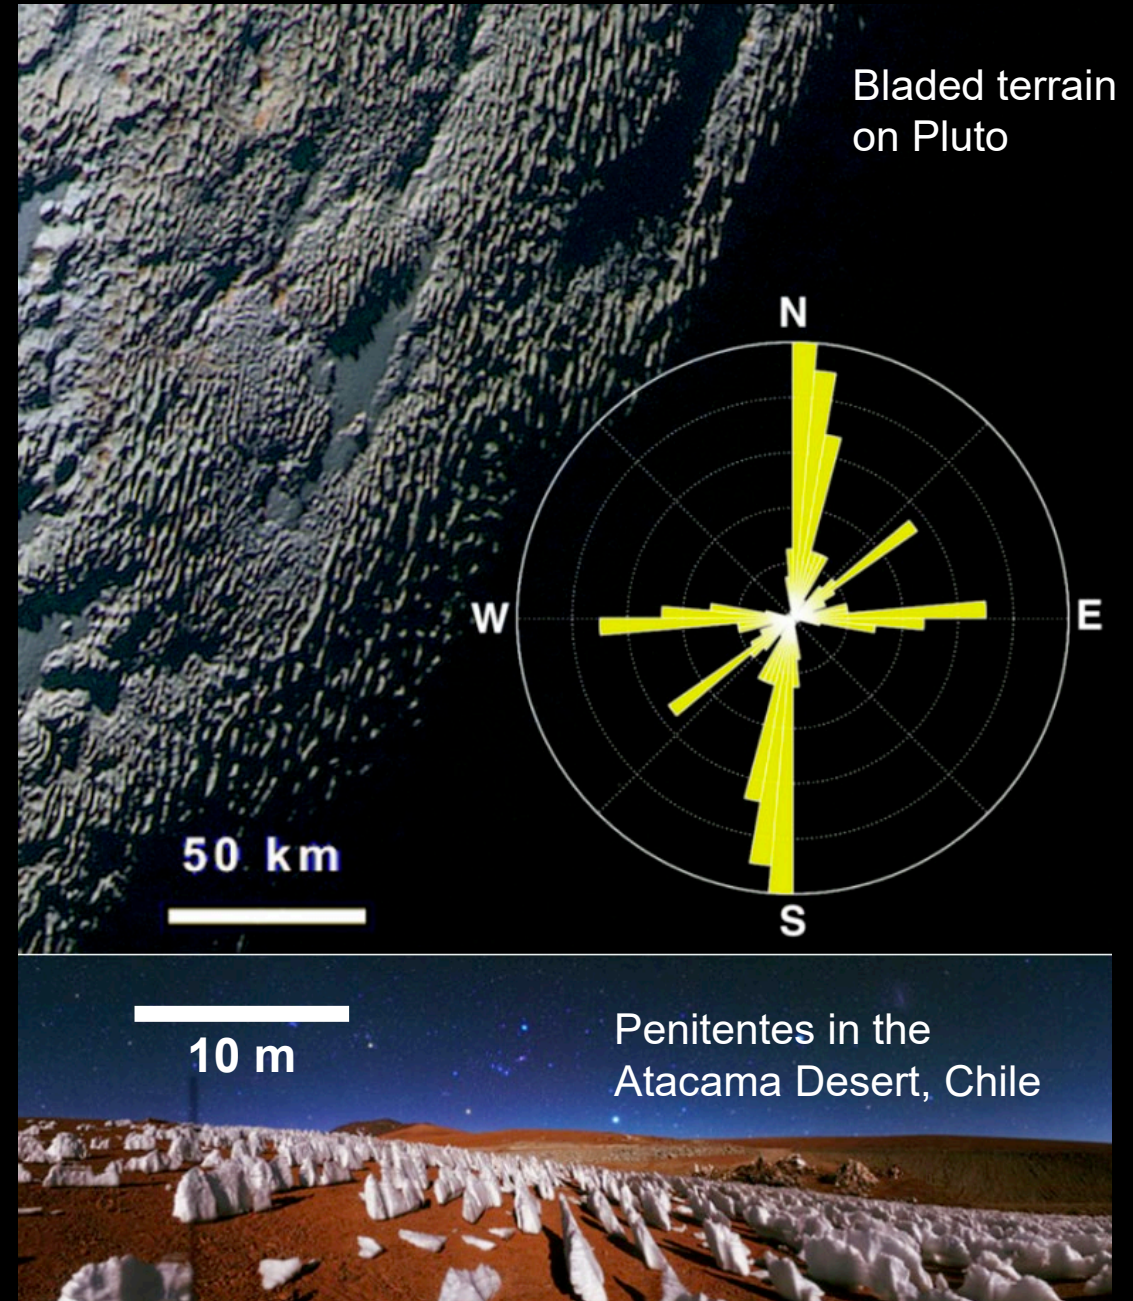 Bladed terrain
on Pluto
N
W
E
S
50 km
10 m
Penitentes in the
Atacama Desert, Chile